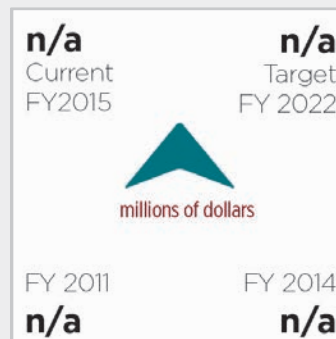 n/a n/a
Current Target
FY2015 FY 2022
millions of dollars
FY 2011 FY 2014
n/a n/a